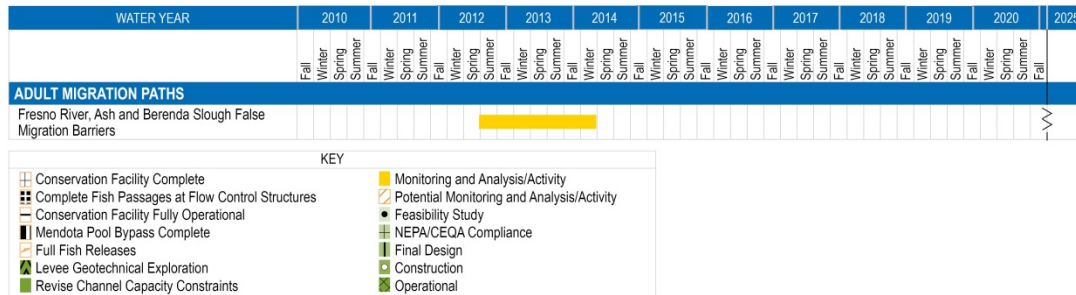 WATER YEAR 2010 2011 2012 2013 2014 2015 2016 2017 2018 2019 2020 2025
Fall Winter Spring Summer Fall Winter Spring Summer Fall Winter Spring Summer Fall Winter Spring Summer Fall Winter Spring Summer Fall Winter Spring Summer Fall Winter Spring Summer Fall Winter Spring Summer Fall Winter Spring Summer Fall Winter Spring Summer Fall Winter Spring Summer Fall
ADULT MIGRATION PATHS
Fresno River, Ash and Berenda Slough False
Migration Barriers
KEY
Conservation Facility Complete
Complete Fish Passages at Flow Control Structures
Conservation Facility Fully Operational
Mendota Pool Bypass Complete
Full Fish Releases
Levee Geotechnical Exploration
Revise Channel Capacity Constraints
Monitoring and Analysis/Activity
Potential Monitoring and Analysis/Activity
Feasibility Study
NEPA/CEQA Compliance
Final Design
Construction
Operational